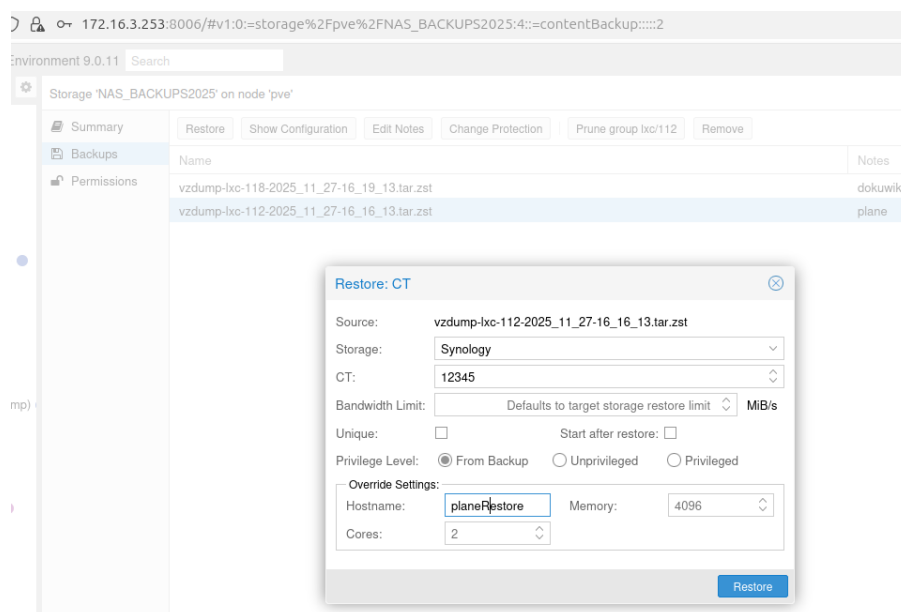 172.16.3.253:8006/#v1:0:=storage%2Fpve%2FNAS_BACKUPS2025:4::=contentBackup:::::2
Environment 9.0.11 Search
Storage 'NAS_BACKUPS2025' on node 'pve'
Summary
Backups
Permissions
Restore Show Configuration Edit Notes Change Protection Prune group lxc/112 Remove
Name Notes
vzdump-lxc-118-2025_11_27-16_19_13.tar.zst dokuwik
vzdump-lxc-112-2025_11_27-16_16_13.tar.zst plane
mp)
Restore: CT
Source: vzdump-lxc-112-2025_11_27-16_16_13.tar.zst
Storage: Synology
CT: 12345
Bandwidth Limit: Defaults to target storage restore limit MiB/s
Unique: Start after restore:
Privilege Level: From Backup Unprivileged Privileged
Override Settings:
Hostname: planeRestore Memory: 4096
Cores: 2
Restore